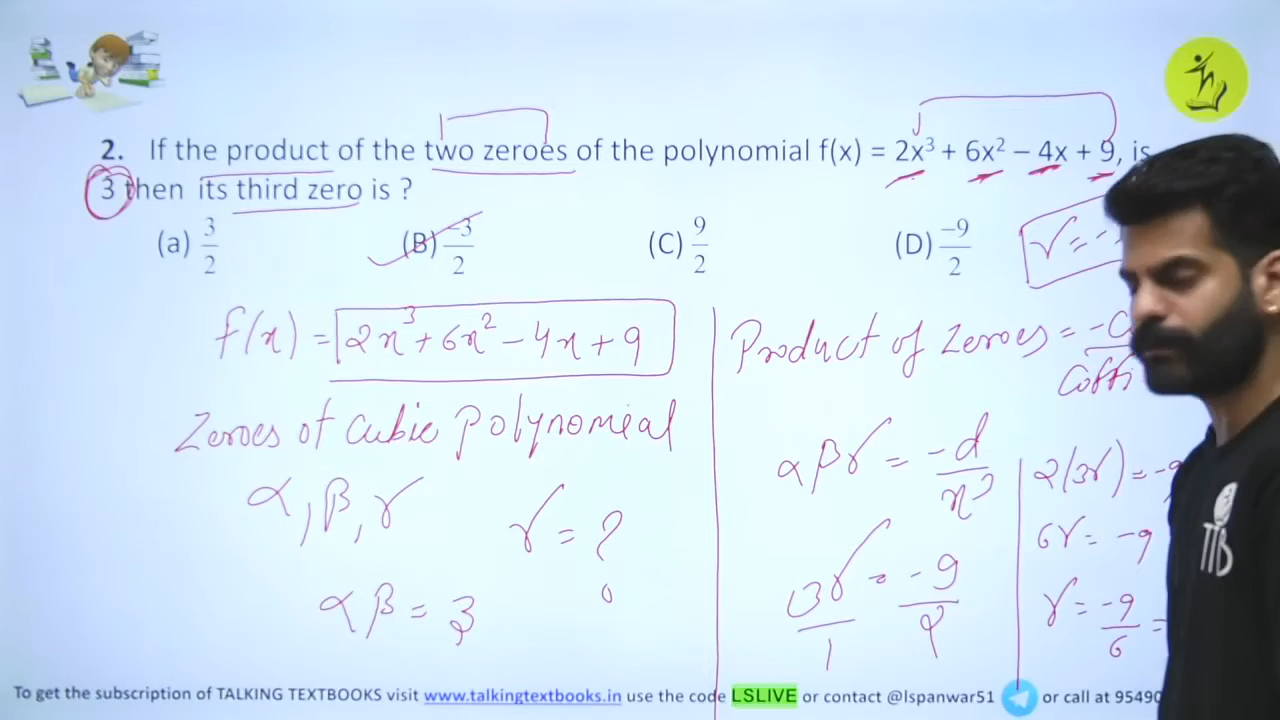 2. If the product of the two zeroes of the polynomial f(x) = 2x³ + 6x² – 4x + 9, is
3 then its third zero is ?
(a) 3/2 (B) -3/2 (C) 9/2 (D) -9/2
γ = -
f(x) = 2x³ + 6x² - 4x + 9
Zeroes of Cubic Polynomial
α, β, γ
γ = ?
αβ = 3
Product of Zeroes = -C
αβγ = -d/x³
3γ/1 = -9/2
2(3γ) = -9
6γ = -9
γ = -9/6 =
TTB
To get the subscription of TALKING TEXTBOOKS visit www.talkingtextbooks.in use the code LSLIVE or contact @lspanwar51 or call at 95490